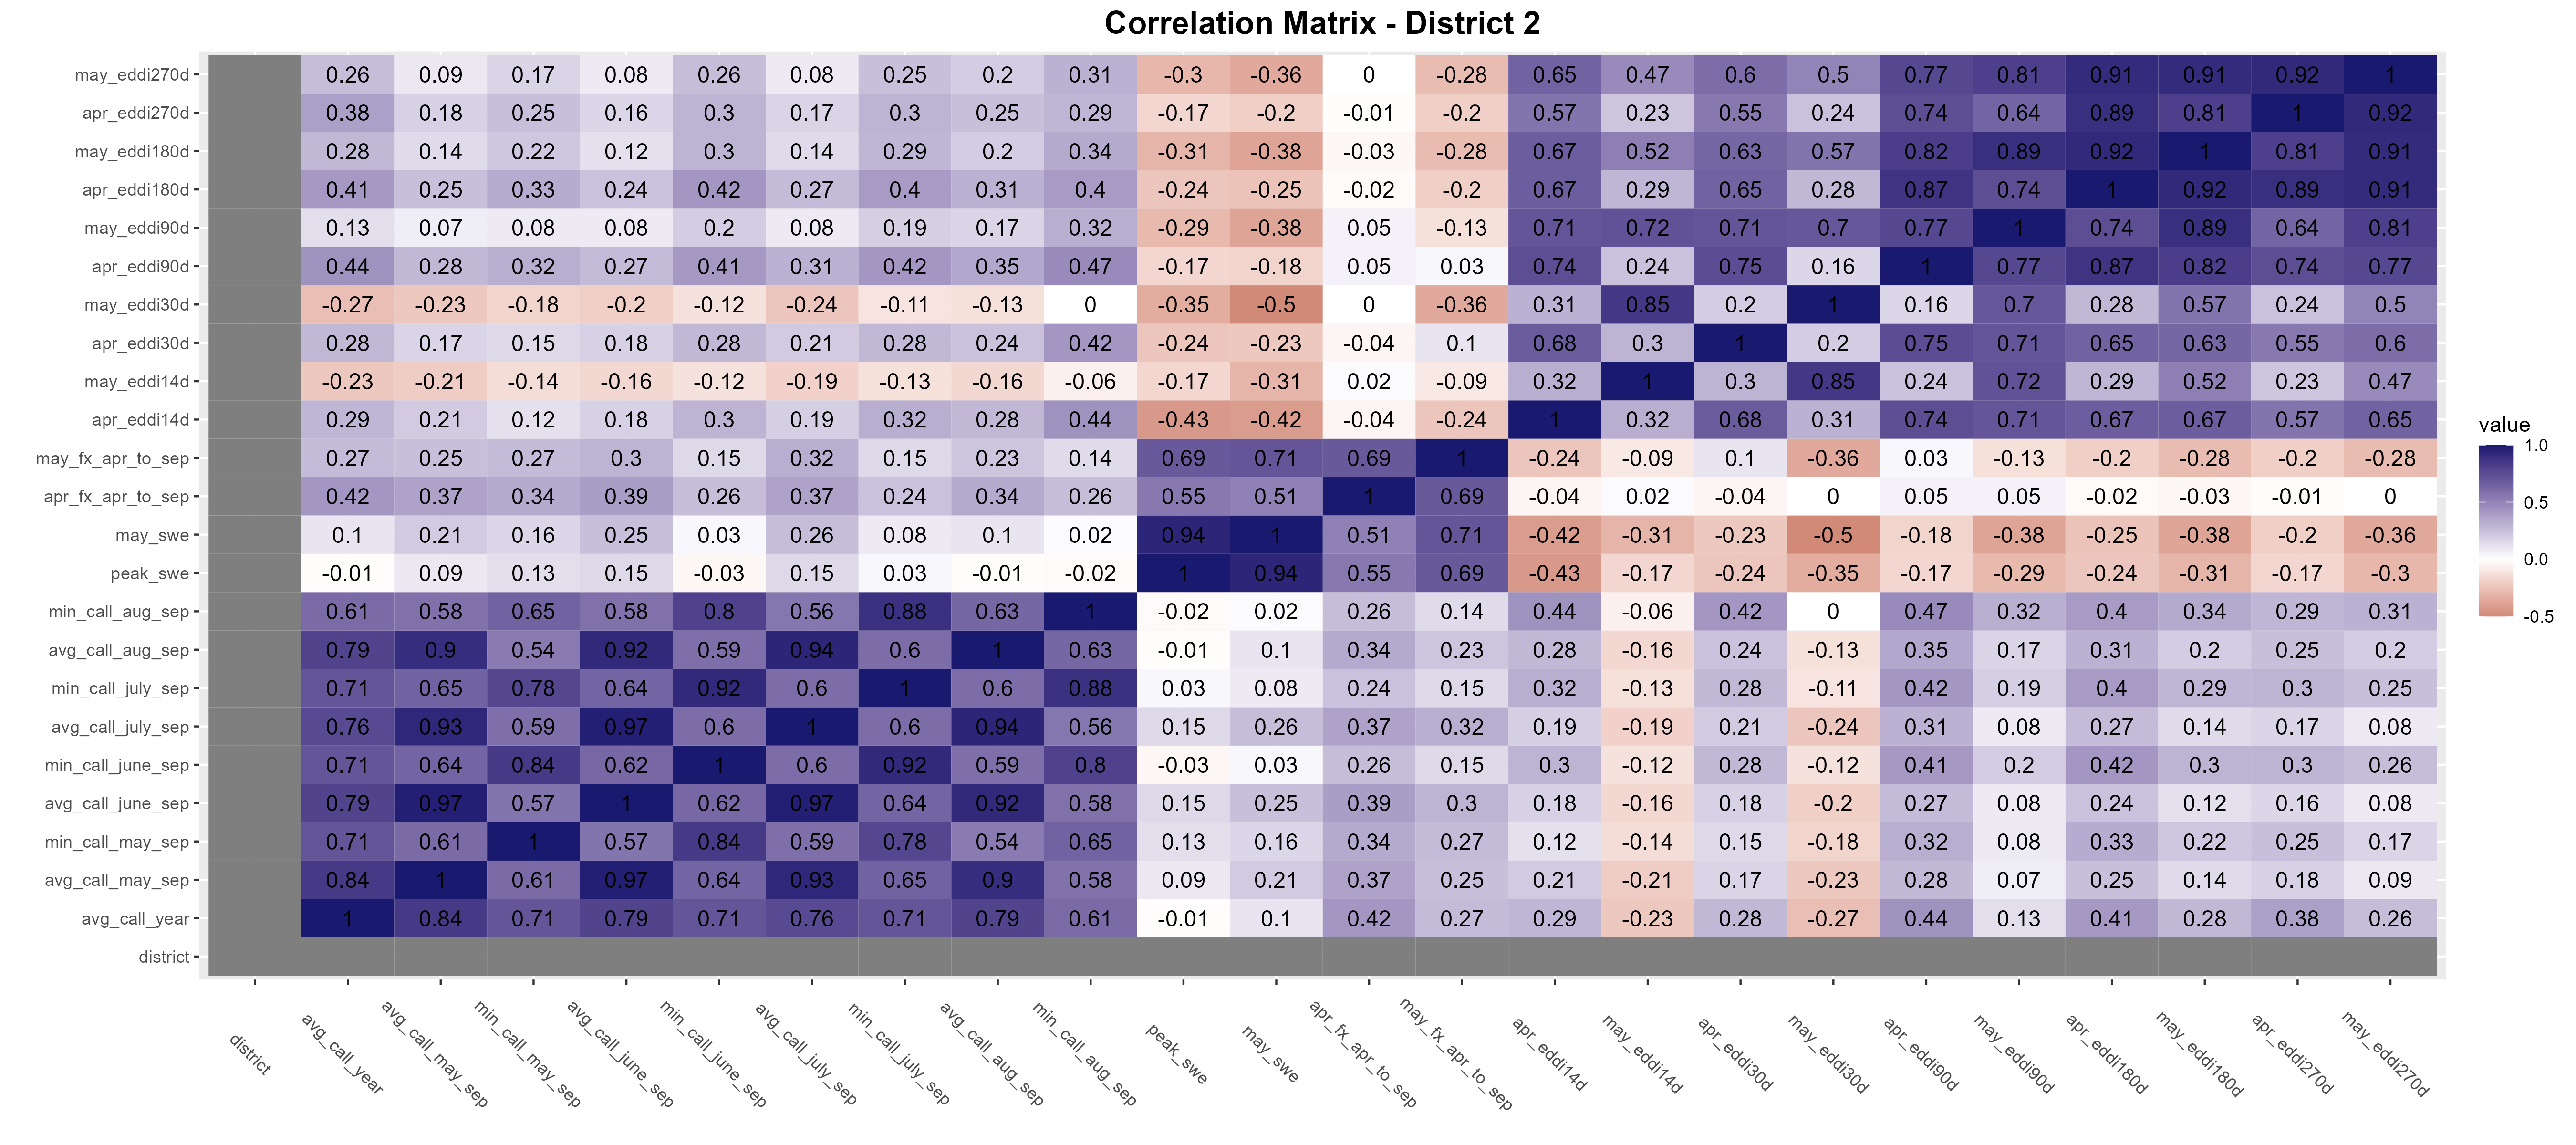 Correlation Matrix - District 2
may_eddi270d 0.26 0.09 0.17 0.08 0.26 0.08 0.25 0.2 0.31 -0.3 -0.36 0 -0.28 0.65 0.47 0.6 0.5 0.77 0.81 0.91 0.91 0.92 1
apr_eddi270d 0.38 0.18 0.25 0.16 0.3 0.17 0.3 0.25 0.29 -0.17 -0.2 -0.01 -0.2 0.57 0.23 0.55 0.24 0.74 0.64 0.89 0.81 1 0.92
may_eddi180d 0.28 0.14 0.22 0.12 0.3 0.14 0.29 0.2 0.34 -0.31 -0.38 -0.03 -0.28 0.67 0.52 0.63 0.57 0.82 0.89 0.92 1 0.81 0.91
apr_eddi180d 0.41 0.25 0.33 0.24 0.42 0.27 0.4 0.31 0.4 -0.24 -0.25 -0.02 -0.2 0.67 0.29 0.65 0.28 0.87 0.74 1 0.92 0.89 0.91
may_eddi90d 0.13 0.07 0.08 0.08 0.2 0.08 0.19 0.17 0.32 -0.29 -0.38 0.05 -0.13 0.71 0.72 0.71 0.7 0.77 1 0.74 0.89 0.64 0.81
apr_eddi90d 0.44 0.28 0.32 0.27 0.41 0.31 0.42 0.35 0.47 -0.17 -0.18 0.05 0.03 0.74 0.24 0.75 0.16 1 0.77 0.87 0.82 0.74 0.77
may_eddi30d -0.27 -0.23 -0.18 -0.2 -0.12 -0.24 -0.11 -0.13 0 -0.35 -0.5 0 -0.36 0.31 0.85 0.2 1 0.16 0.7 0.28 0.57 0.24 0.5
apr_eddi30d 0.28 0.17 0.15 0.18 0.28 0.21 0.28 0.24 0.42 -0.24 -0.23 -0.04 0.1 0.68 0.3 1 0.2 0.75 0.71 0.65 0.63 0.55 0.6
may_eddi14d -0.23 -0.21 -0.14 -0.16 -0.12 -0.19 -0.13 -0.16 -0.06 -0.17 -0.31 0.02 -0.09 0.32 1 0.3 0.85 0.24 0.72 0.29 0.52 0.23 0.47
apr_eddi14d 0.29 0.21 0.12 0.18 0.3 0.19 0.32 0.28 0.44 -0.43 -0.42 -0.04 -0.24 1 0.32 0.68 0.31 0.74 0.71 0.67 0.67 0.57 0.65
may_fx_apr_to_sep 0.27 0.25 0.27 0.3 0.15 0.32 0.15 0.23 0.14 0.69 0.71 0.69 1 -0.24 -0.09 0.1 -0.36 0.03 -0.13 -0.2 -0.28 -0.2 -0.28
apr_fx_apr_to_sep 0.42 0.37 0.34 0.39 0.26 0.37 0.24 0.34 0.26 0.55 0.51 1 0.69 -0.04 0.02 -0.04 0 0.05 0.05 -0.02 -0.03 -0.01 0
may_swe 0.1 0.21 0.16 0.25 0.03 0.26 0.08 0.1 0.02 0.94 1 0.51 0.71 -0.42 -0.31 -0.23 -0.5 -0.18 -0.38 -0.25 -0.38 -0.2 -0.36
peak_swe -0.01 0.09 0.13 0.15 -0.03 0.15 0.03 -0.01 -0.02 1 0.94 0.55 0.69 -0.43 -0.17 -0.24 -0.35 -0.17 -0.29 -0.24 -0.31 -0.17 -0.3
min_call_aug_sep 0.61 0.58 0.65 0.58 0.8 0.56 0.88 0.63 1 -0.02 0.02 0.26 0.14 0.44 -0.06 0.42 0 0.47 0.32 0.4 0.34 0.29 0.31
avg_call_aug_sep 0.79 0.9 0.54 0.92 0.59 0.94 0.6 1 0.63 -0.01 0.1 0.34 0.23 0.28 -0.16 0.24 -0.13 0.35 0.17 0.31 0.2 0.25 0.2
min_call_july_sep 0.71 0.65 0.78 0.64 0.92 0.6 1 0.6 0.88 0.03 0.08 0.24 0.15 0.32 -0.13 0.28 -0.11 0.42 0.19 0.4 0.29 0.3 0.25
avg_call_july_sep 0.76 0.93 0.59 0.97 0.6 1 0.6 0.94 0.56 0.15 0.26 0.37 0.32 0.19 -0.19 0.21 -0.24 0.31 0.08 0.27 0.14 0.17 0.08
min_call_june_sep 0.71 0.64 0.84 0.62 1 0.6 0.92 0.59 0.8 -0.03 0.03 0.26 0.15 0.3 -0.12 0.28 -0.12 0.41 0.2 0.42 0.3 0.3 0.26
avg_call_june_sep 0.79 0.97 0.57 1 0.62 0.97 0.64 0.92 0.58 0.15 0.25 0.39 0.3 0.18 -0.16 0.18 -0.2 0.27 0.08 0.24 0.12 0.16 0.08
min_call_may_sep 0.71 0.61 1 0.57 0.84 0.59 0.78 0.54 0.65 0.13 0.16 0.34 0.27 0.12 -0.14 0.15 -0.18 0.32 0.08 0.33 0.22 0.25 0.17
avg_call_may_sep 0.84 1 0.61 0.97 0.64 0.93 0.65 0.9 0.58 0.09 0.21 0.37 0.25 0.21 -0.21 0.17 -0.23 0.28 0.07 0.25 0.14 0.18 0.09
avg_call_year 1 0.84 0.71 0.79 0.71 0.76 0.71 0.79 0.61 -0.01 0.1 0.42 0.27 0.29 -0.23 0.28 -0.27 0.44 0.13 0.41 0.28 0.38 0.26
district
district avg_call_year avg_call_may_sep min_call_may_sep avg_call_june_sep min_call_june_sep avg_call_july_sep min_call_july_sep avg_call_aug_sep min_call_aug_sep peak_swe may_swe apr_fx_apr_to_sep may_fx_apr_to_sep apr_eddi14d may_eddi14d apr_eddi30d may_eddi30d apr_eddi90d may_eddi90d apr_eddi180d may_eddi180d apr_eddi270d may_eddi270d
value
1.0
0.5
0.0
-0.5